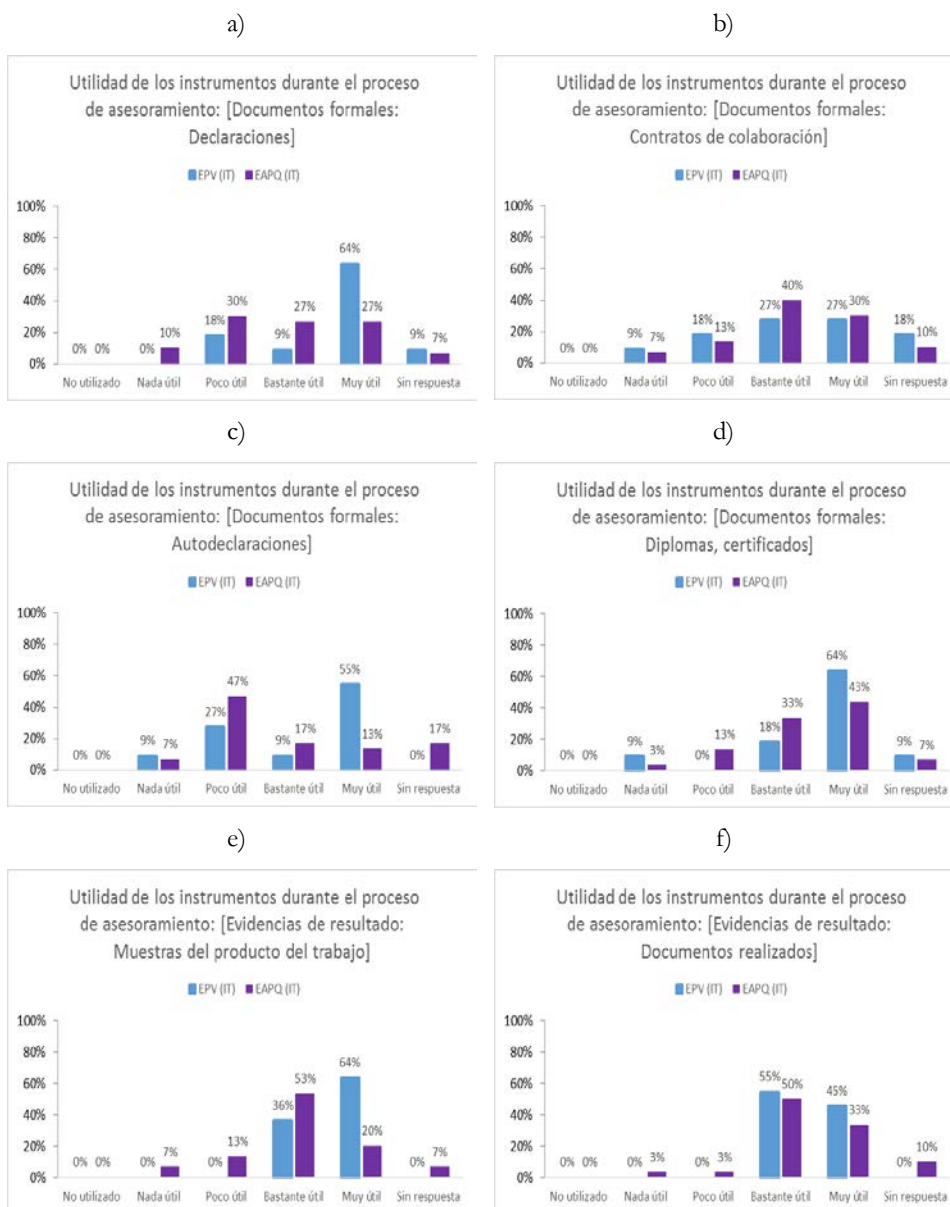 a)
Utilidad de los instrumentos durante el proceso
de asesoramiento: [Documentos formales:
Declaraciones]
EPV (IT) EAPQ (IT)
100%
80%
60%
40%
20%
0%
0% 0% 0% 10% 18% 30% 9% 27% 64% 27% 9% 7%
No utilizado Nada útil Poco útil Bastante útil Muy útil Sin respuesta
b)
Utilidad de los instrumentos durante el proceso
de asesoramiento: [Documentos formales:
Contratos de colaboración]
EPV (IT) EAPQ (IT)
100%
80%
60%
40%
20%
0%
0% 0% 9% 7% 18% 13% 27% 40% 27% 30% 18% 10%
No utilizado Nada útil Poco útil Bastante útil Muy útil Sin respuesta
c)
Utilidad de los instrumentos durante el proceso
de asesoramiento: [Documentos formales:
Autodeclaraciones]
EPV (IT) EAPQ (IT)
100%
80%
60%
40%
20%
0%
0% 0% 9% 7% 27% 47% 9% 17% 55% 13% 0% 17%
No utilizado Nada útil Poco útil Bastante útil Muy útil Sin respuesta
d)
Utilidad de los instrumentos durante el proceso
de asesoramiento: [Documentos formales:
Diplomas, certificados]
EPV (IT) EAPQ (IT)
100%
80%
60%
40%
20%
0%
0% 0% 9% 3% 0% 13% 18% 33% 64% 43% 9% 7%
No utilizado Nada útil Poco útil Bastante útil Muy útil Sin respuesta
e)
Utilidad de los instrumentos durante el proceso
de asesoramiento: [Evidencias de resultado:
Muestras del producto del trabajo]
EPV (IT) EAPQ (IT)
100%
80%
60%
40%
20%
0%
0% 0% 0% 7% 0% 13% 36% 53% 64% 20% 0% 7%
No utilizado Nada útil Poco útil Bastante útil Muy útil Sin respuesta
f)
Utilidad de los instrumentos durante el proceso
de asesoramiento: [Evidencias de resultado:
Documentos realizados]
EPV (IT) EAPQ (IT)
100%
80%
60%
40%
20%
0%
0% 0% 0% 3% 0% 3% 55% 50% 45% 33% 0% 10%
No utilizado Nada útil Poco útil Bastante útil Muy útil Sin respuesta